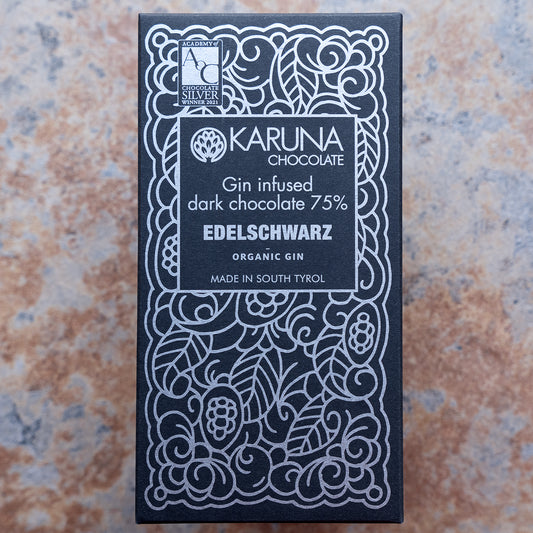 ACADEMY of
AoC
CHOCOLATE
SILVER
WINNER 2021
KARUNA
CHOCOLATE
Gin infused
dark chocolate 75%
EDELSCHWARZ
-
ORGANIC GIN
MADE IN SOUTH TYROL